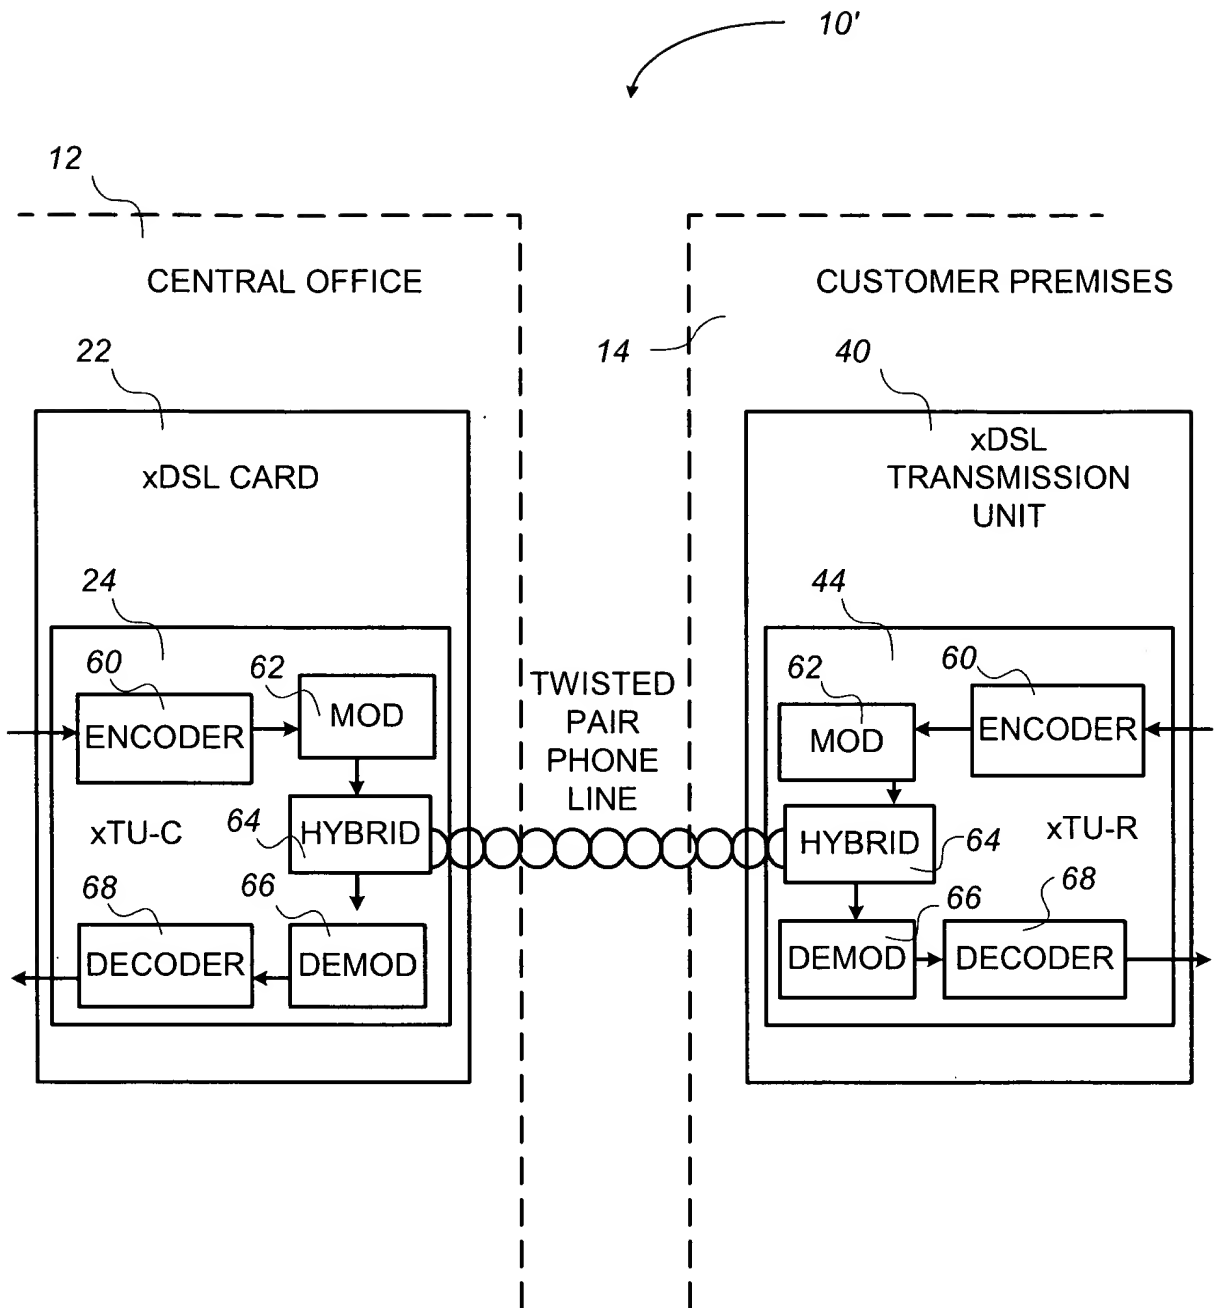 10'
12
CENTRAL OFFICE
CUSTOMER PREMISES
22
14
40
xDSL CARD
xDSL
TRANSMISSION
UNIT
24
44
60
62
60
62
ENCODER
MOD
TWISTED
PAIR
PHONE
LINE
MOD
ENCODER
xTU-C
64
HYBRID
HYBRID
64
xTU-R
68
66
66
68
DECODER
DEMOD
DEMOD
DECODER